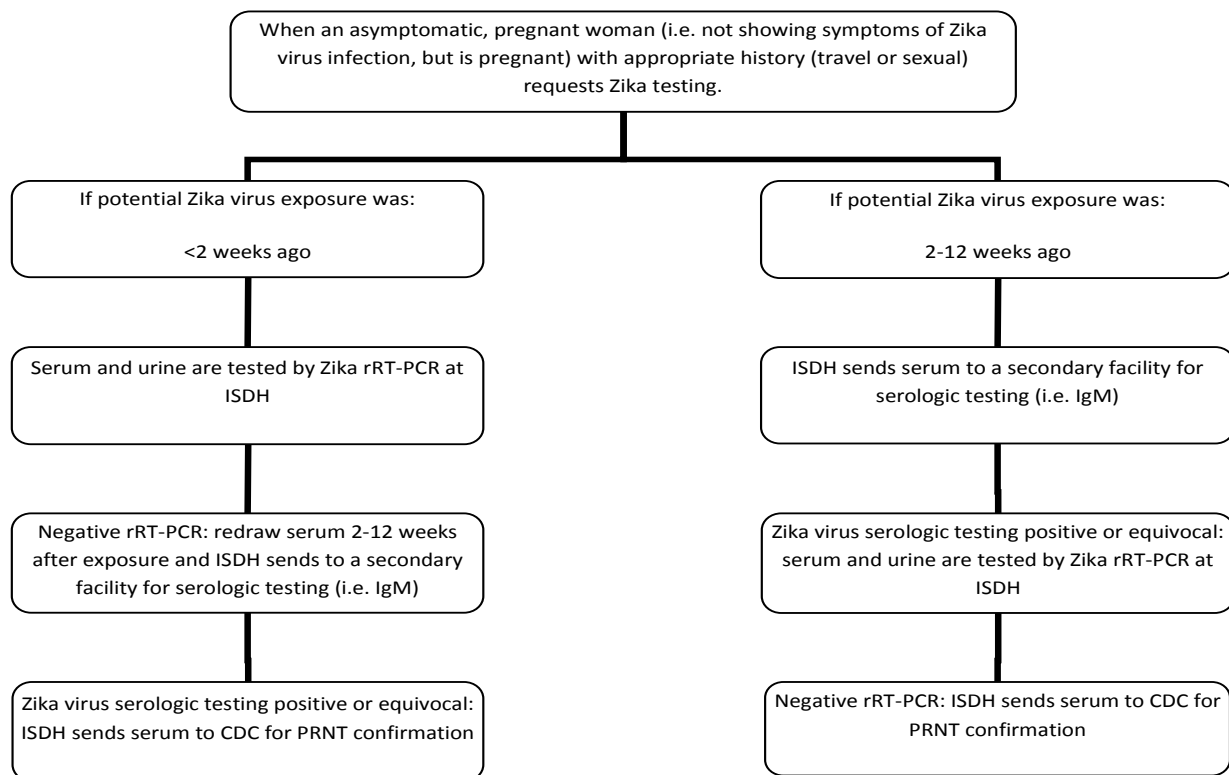 When an asymptomatic, pregnant woman (i.e. not showing symptoms of Zika
virus infection, but is pregnant) with appropriate history (travel or sexual)
requests Zika testing.
If potential Zika virus exposure was:
<2 weeks ago
If potential Zika virus exposure was:
2-12 weeks ago
Serum and urine are tested by Zika rRT-PCR at
ISDH
ISDH sends serum to a secondary facility for
serologic testing (i.e. IgM)
Negative rRT-PCR: redraw serum 2-12 weeks
after exposure and ISDH sends to a secondary
facility for serologic testing (i.e. IgM)
Zika virus serologic testing positive or equivocal:
serum and urine are tested by Zika rRT-PCR at
ISDH
Zika virus serologic testing positive or equivocal:
ISDH sends serum to CDC for PRNT confirmation
Negative rRT-PCR: ISDH sends serum to CDC for
PRNT confirmation